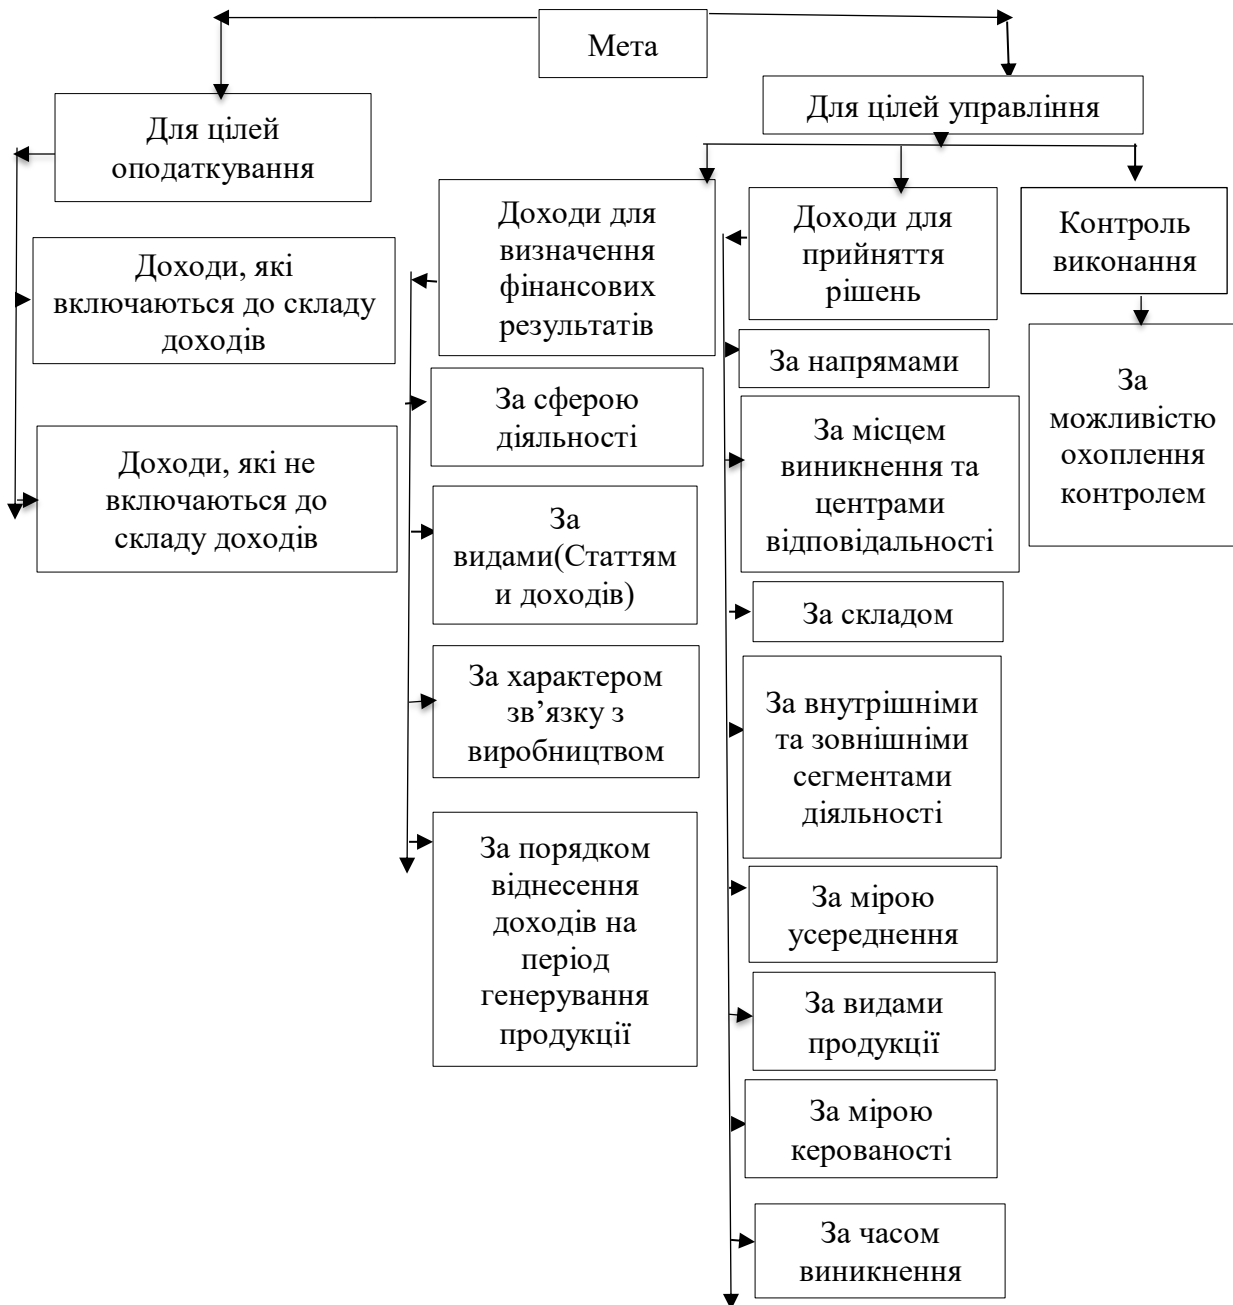 Мета
Для цілей
оподаткування
Доходи, які
включаються до складу
доходів
Доходи, які не
включаються до
складу доходів
Для цілей управління
Доходи для
визначення
фінансових
результатів
За сферою
діяльності
За
видами(Статтям
и доходів)
За характером
зв’язку з
виробництвом
За порядком
віднесення
доходів на
період
генерування
продукції
Доходи для
прийняття
рішень
За напрямами
За місцем
виникнення та
центрами
відповідальності
За складом
За внутрішніми
та зовнішніми
сегментами
діяльності
За мірою
усереднення
За видами
продукції
За мірою
керованості
За часом
виникнення
Контроль
виконання
За
можливістю
охоплення
контролем